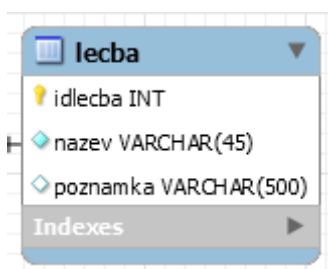 lecba
idlecba INT
nazev VARCHAR(45)
poznamka VARCHAR(500)
Indexes